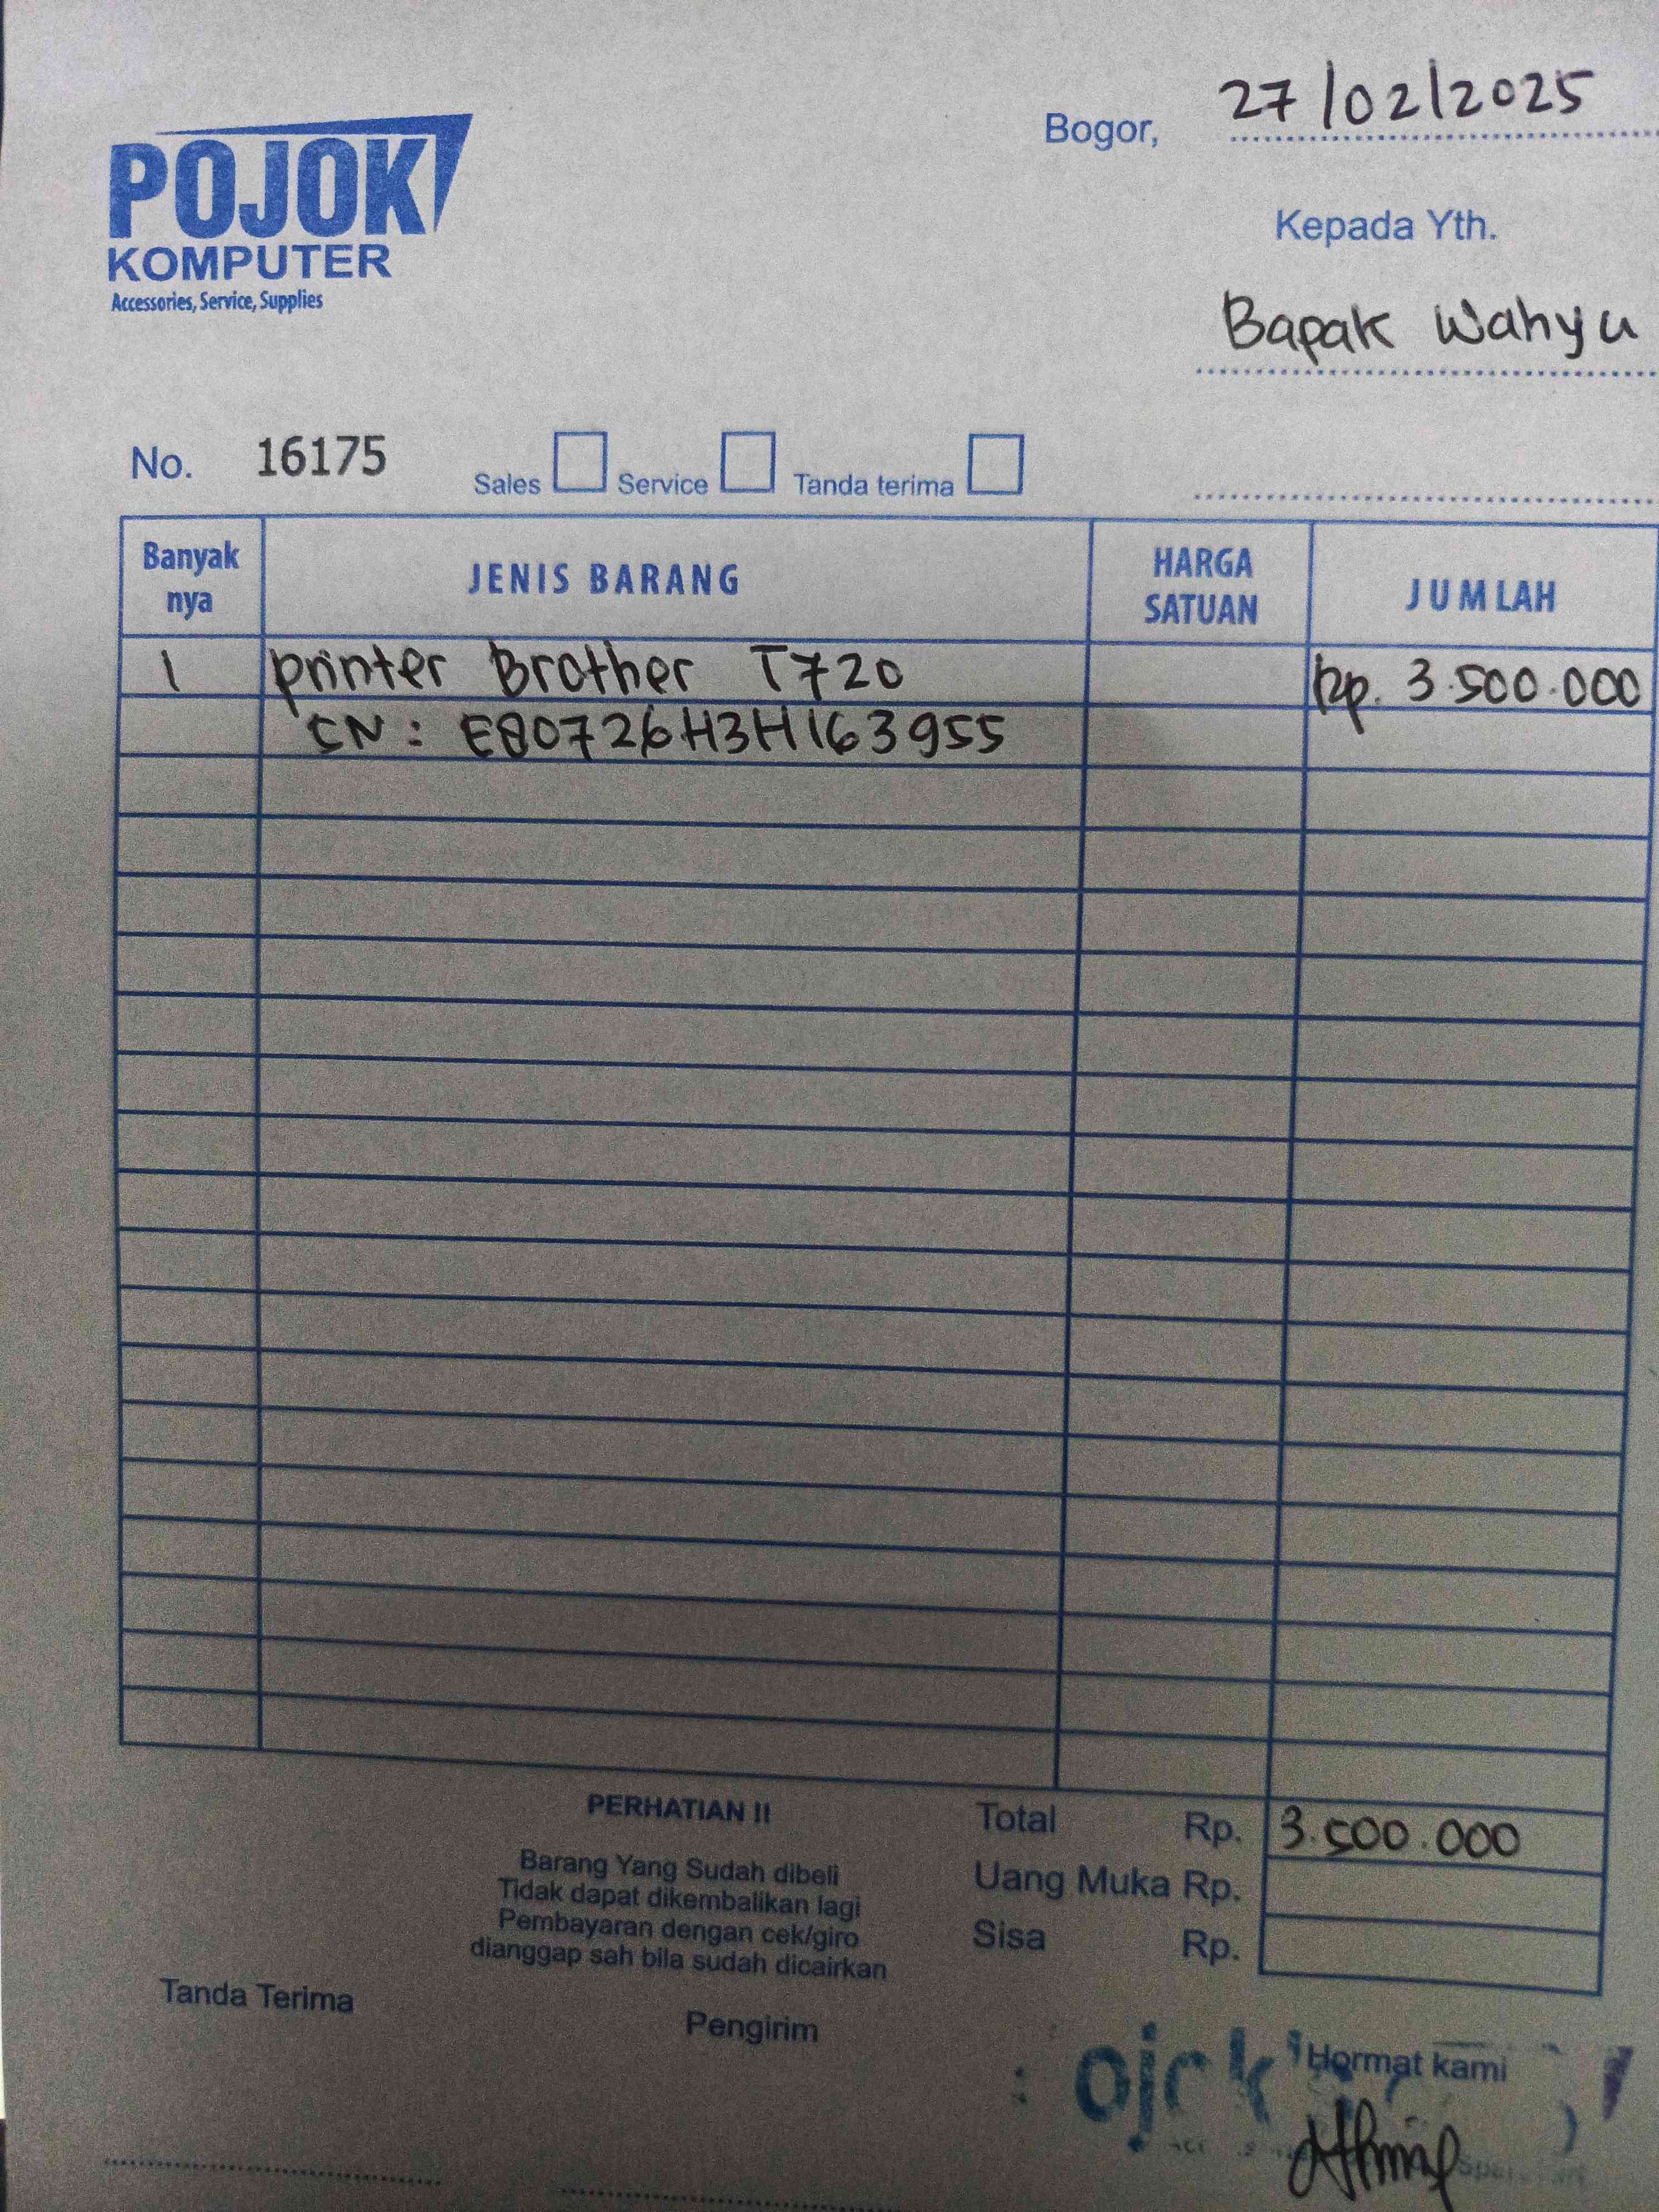 POJOK
KOMPUTER
Accessories, Service, Supplies
Bogor, 27/02/2025
Kepada Yth.
Bapak Wahyu
No. 16175 Sales Service Tanda terima
Banyak nya JENIS BARANG HARGA SATUAN JUMLAH
1 printer Brother T720 Rp. 3.500.000
SN : E80726H3H163955
PERHATIAN !!
Barang Yang Sudah dibeli
Tidak dapat dikembalikan lagi
Pembayaran dengan cek/giro
dianggap sah bila sudah dicairkan
Total Rp. 3.500.000
Uang Muka Rp.
Sisa Rp.
Tanda Terima
Pengirim
Hormat kami